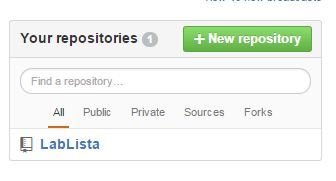 Your repositories 1 + New repository
Find a repository...
All Public Private Sources Forks
LabLista